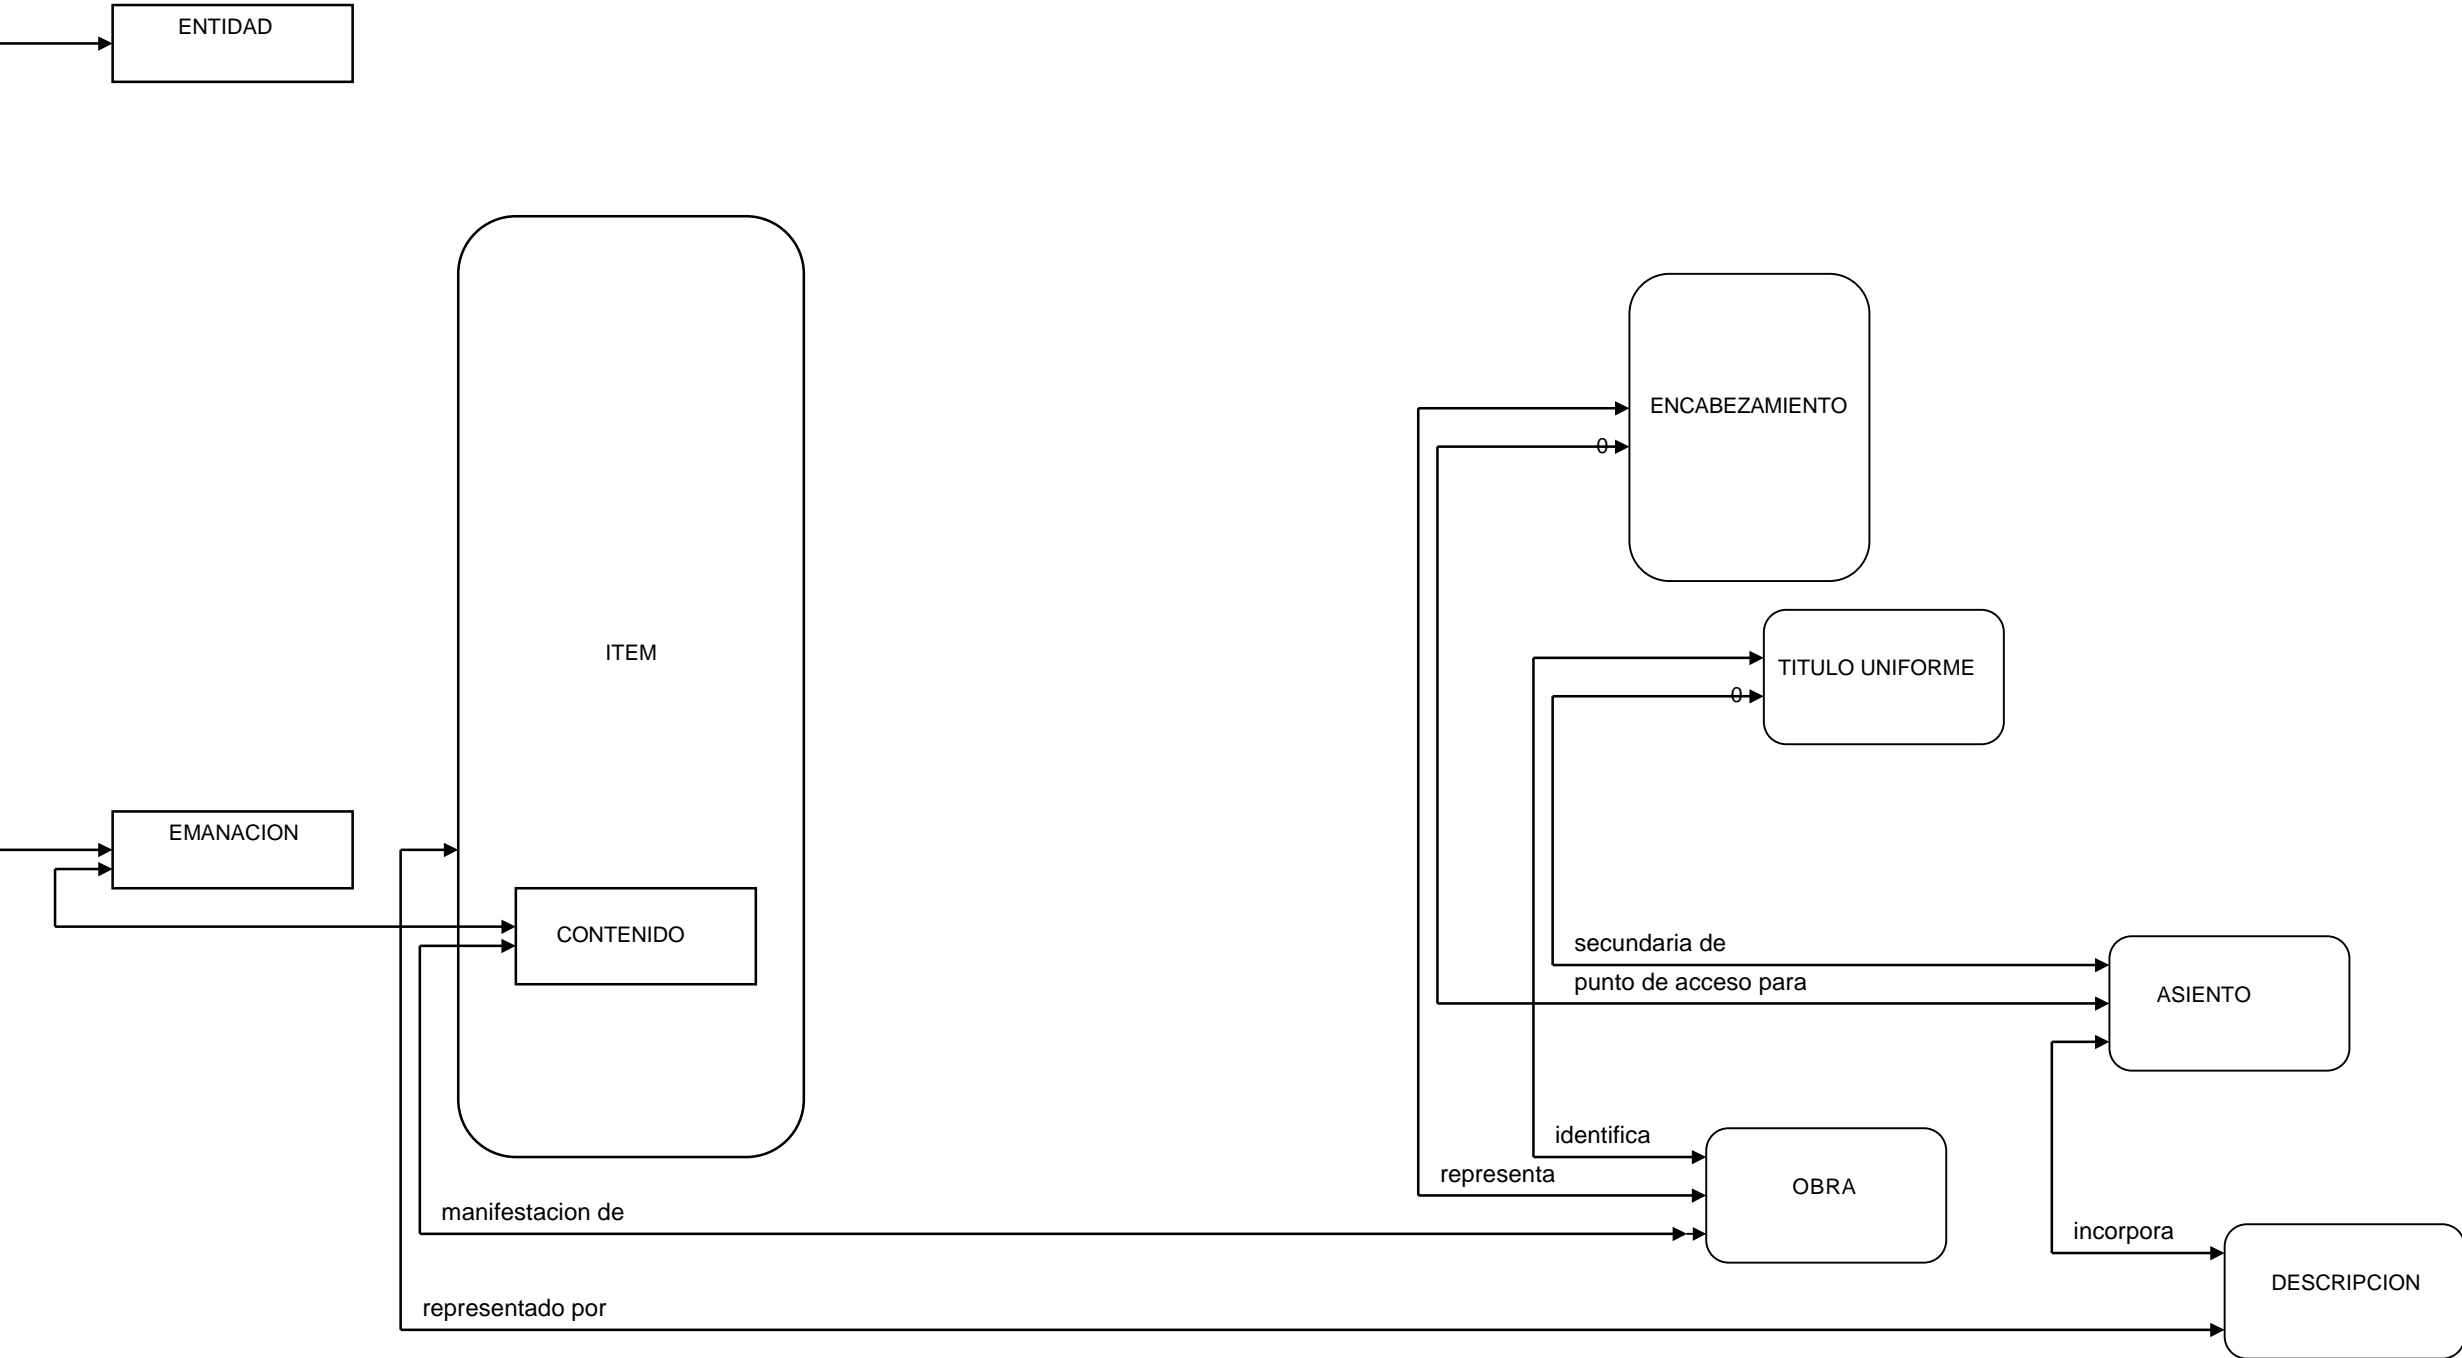 ENTIDAD
ENCABEZAMIENTO
0
ITEM
TITULO UNIFORME
0
EMANACION
CONTENIDO
secundaria de
punto de acceso para
ASIENTO
identifica
representa
OBRA
manifestacion de
incorpora
DESCRIPCION
representado por